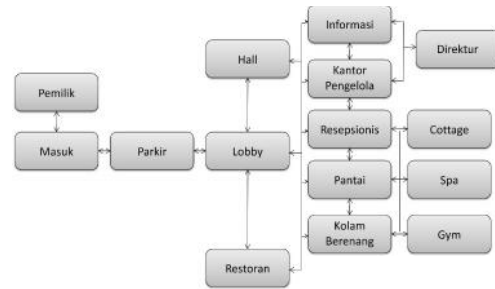 Informasi
Direktur
Hall
Kantor
Pengelola
Pemilik
Resepsionis
Cottage
Masuk
Parkir
Lobby
Pantai
Spa
Kolam
Berenang
Gym
Restoran